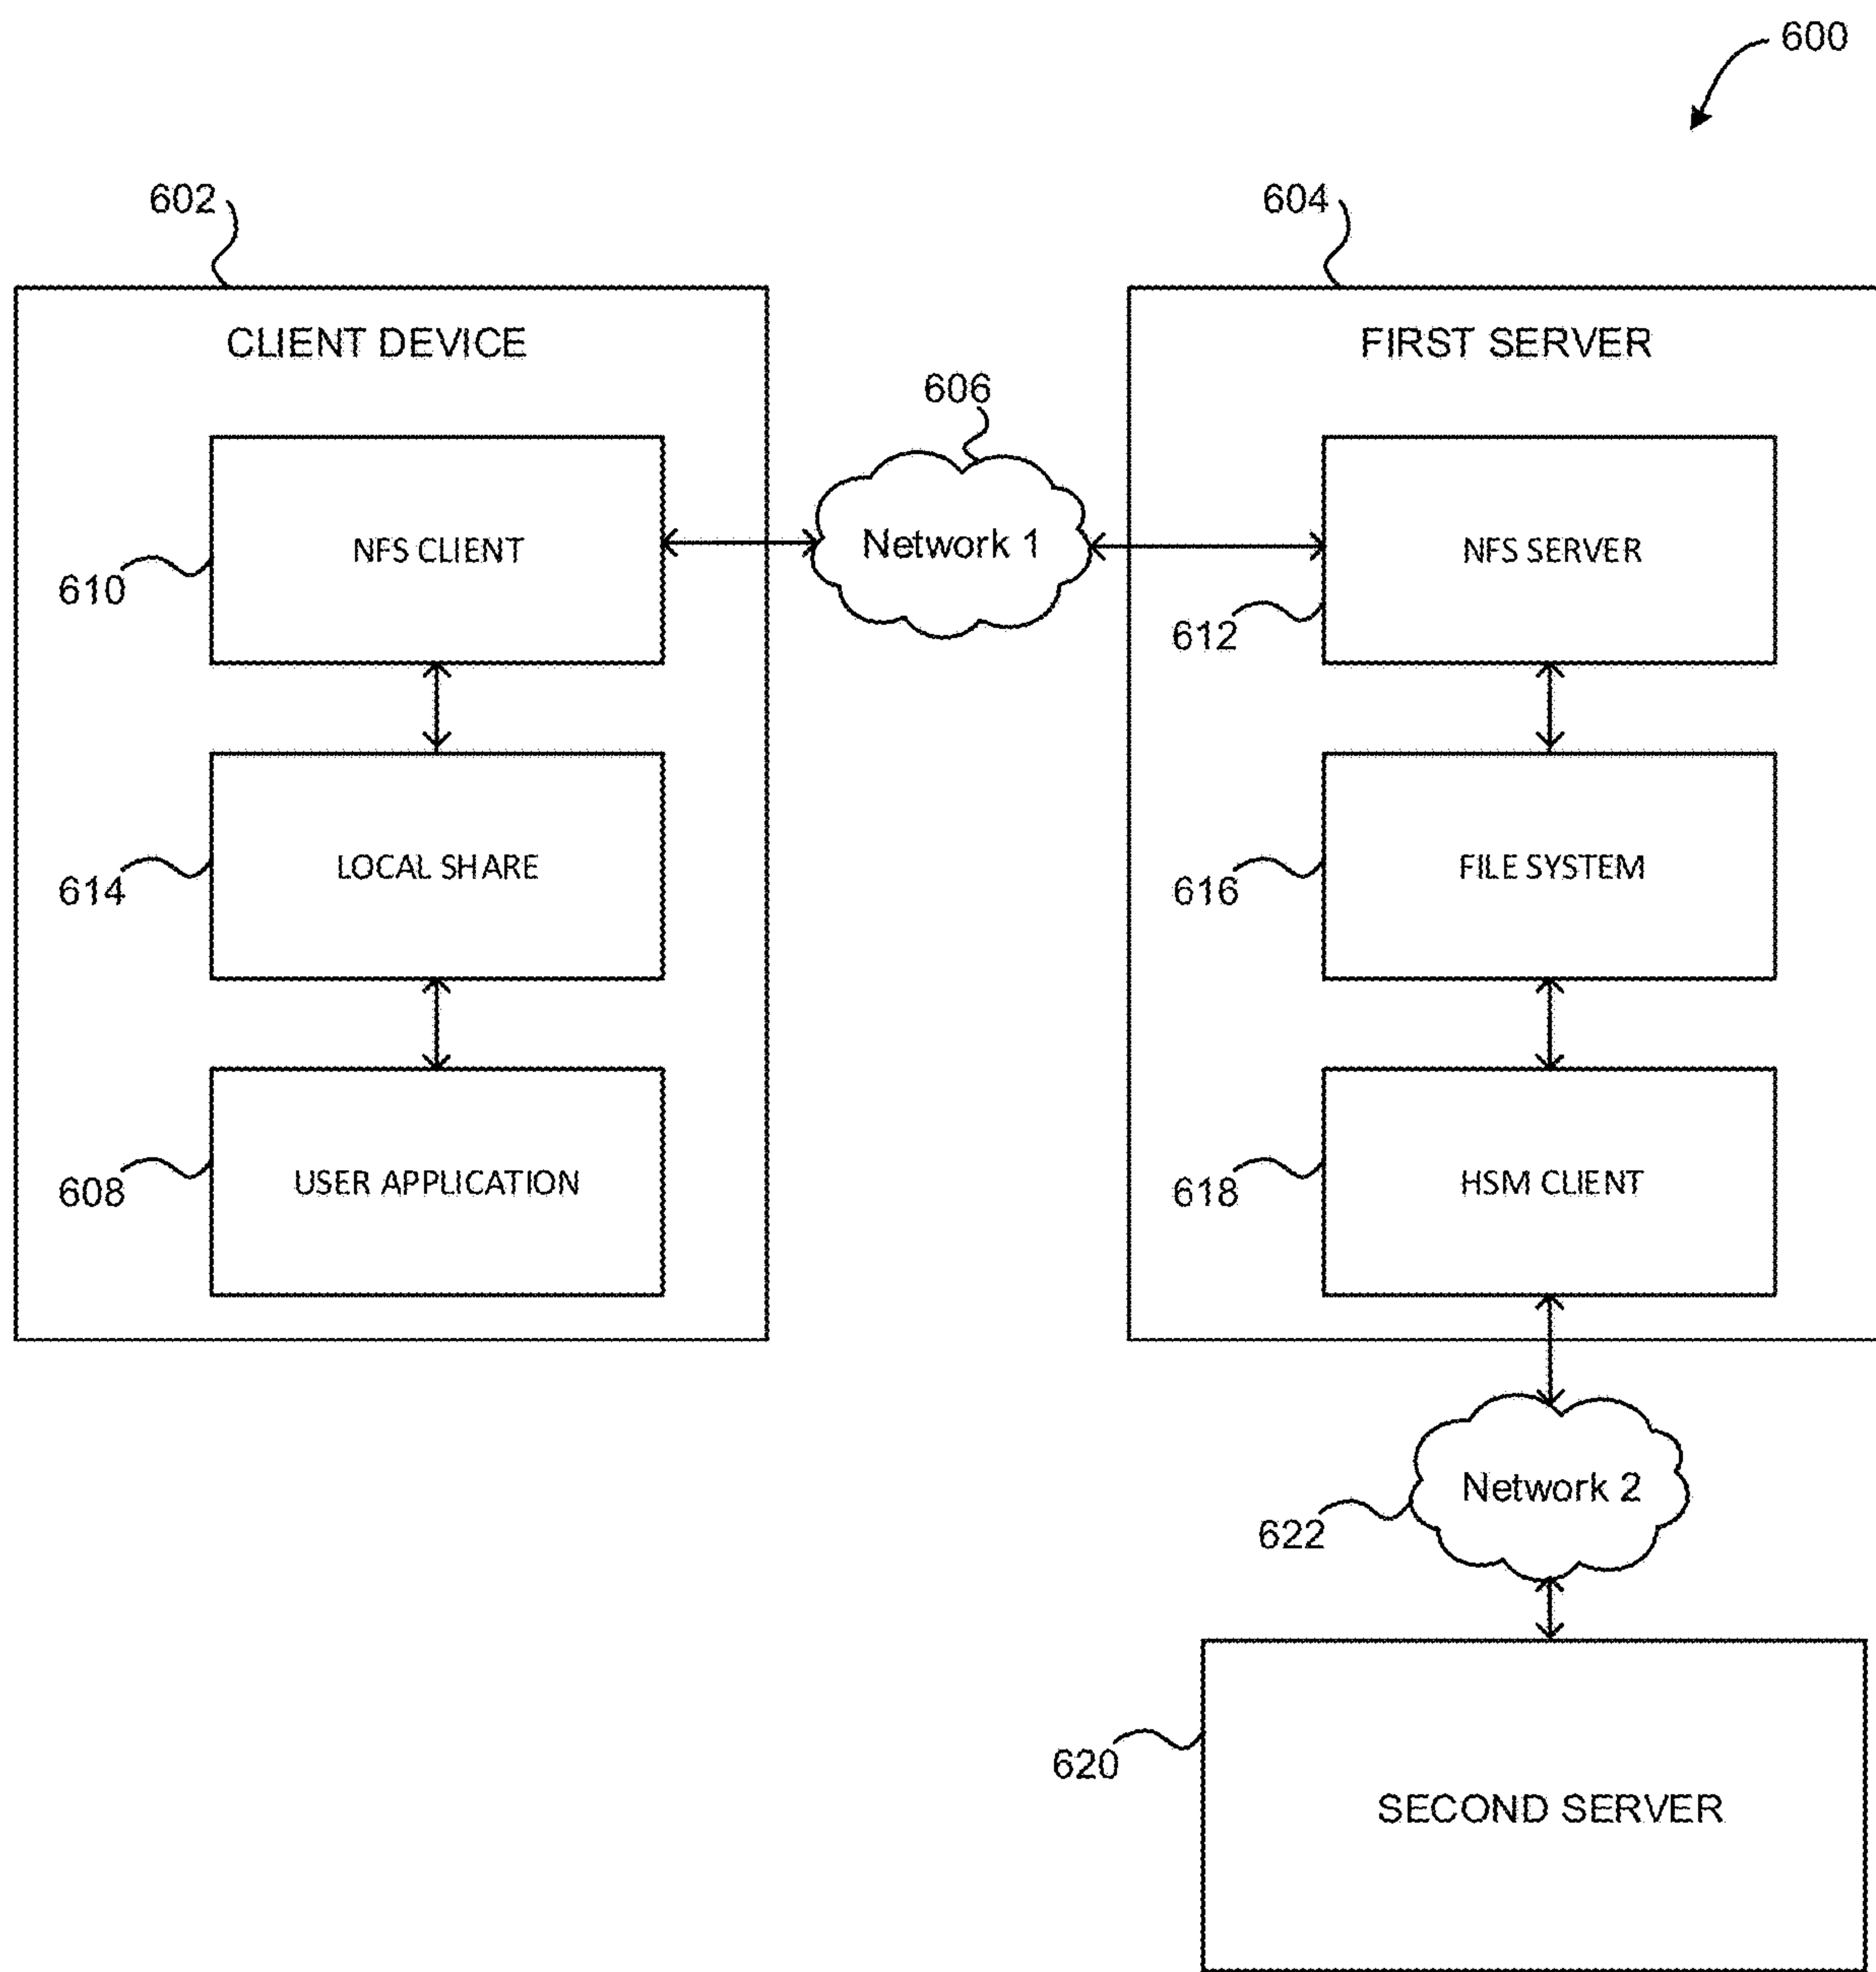 600
602
604
CLIENT DEVICE
FIRST SERVER
606
NFS CLIENT
Network 1
NFS SERVER
610
612
LOCAL SHARE
FILE SYSTEM
614
616
USER APPLICATION
HSM CLIENT
608
618
Network 2
622
620
SECOND SERVER